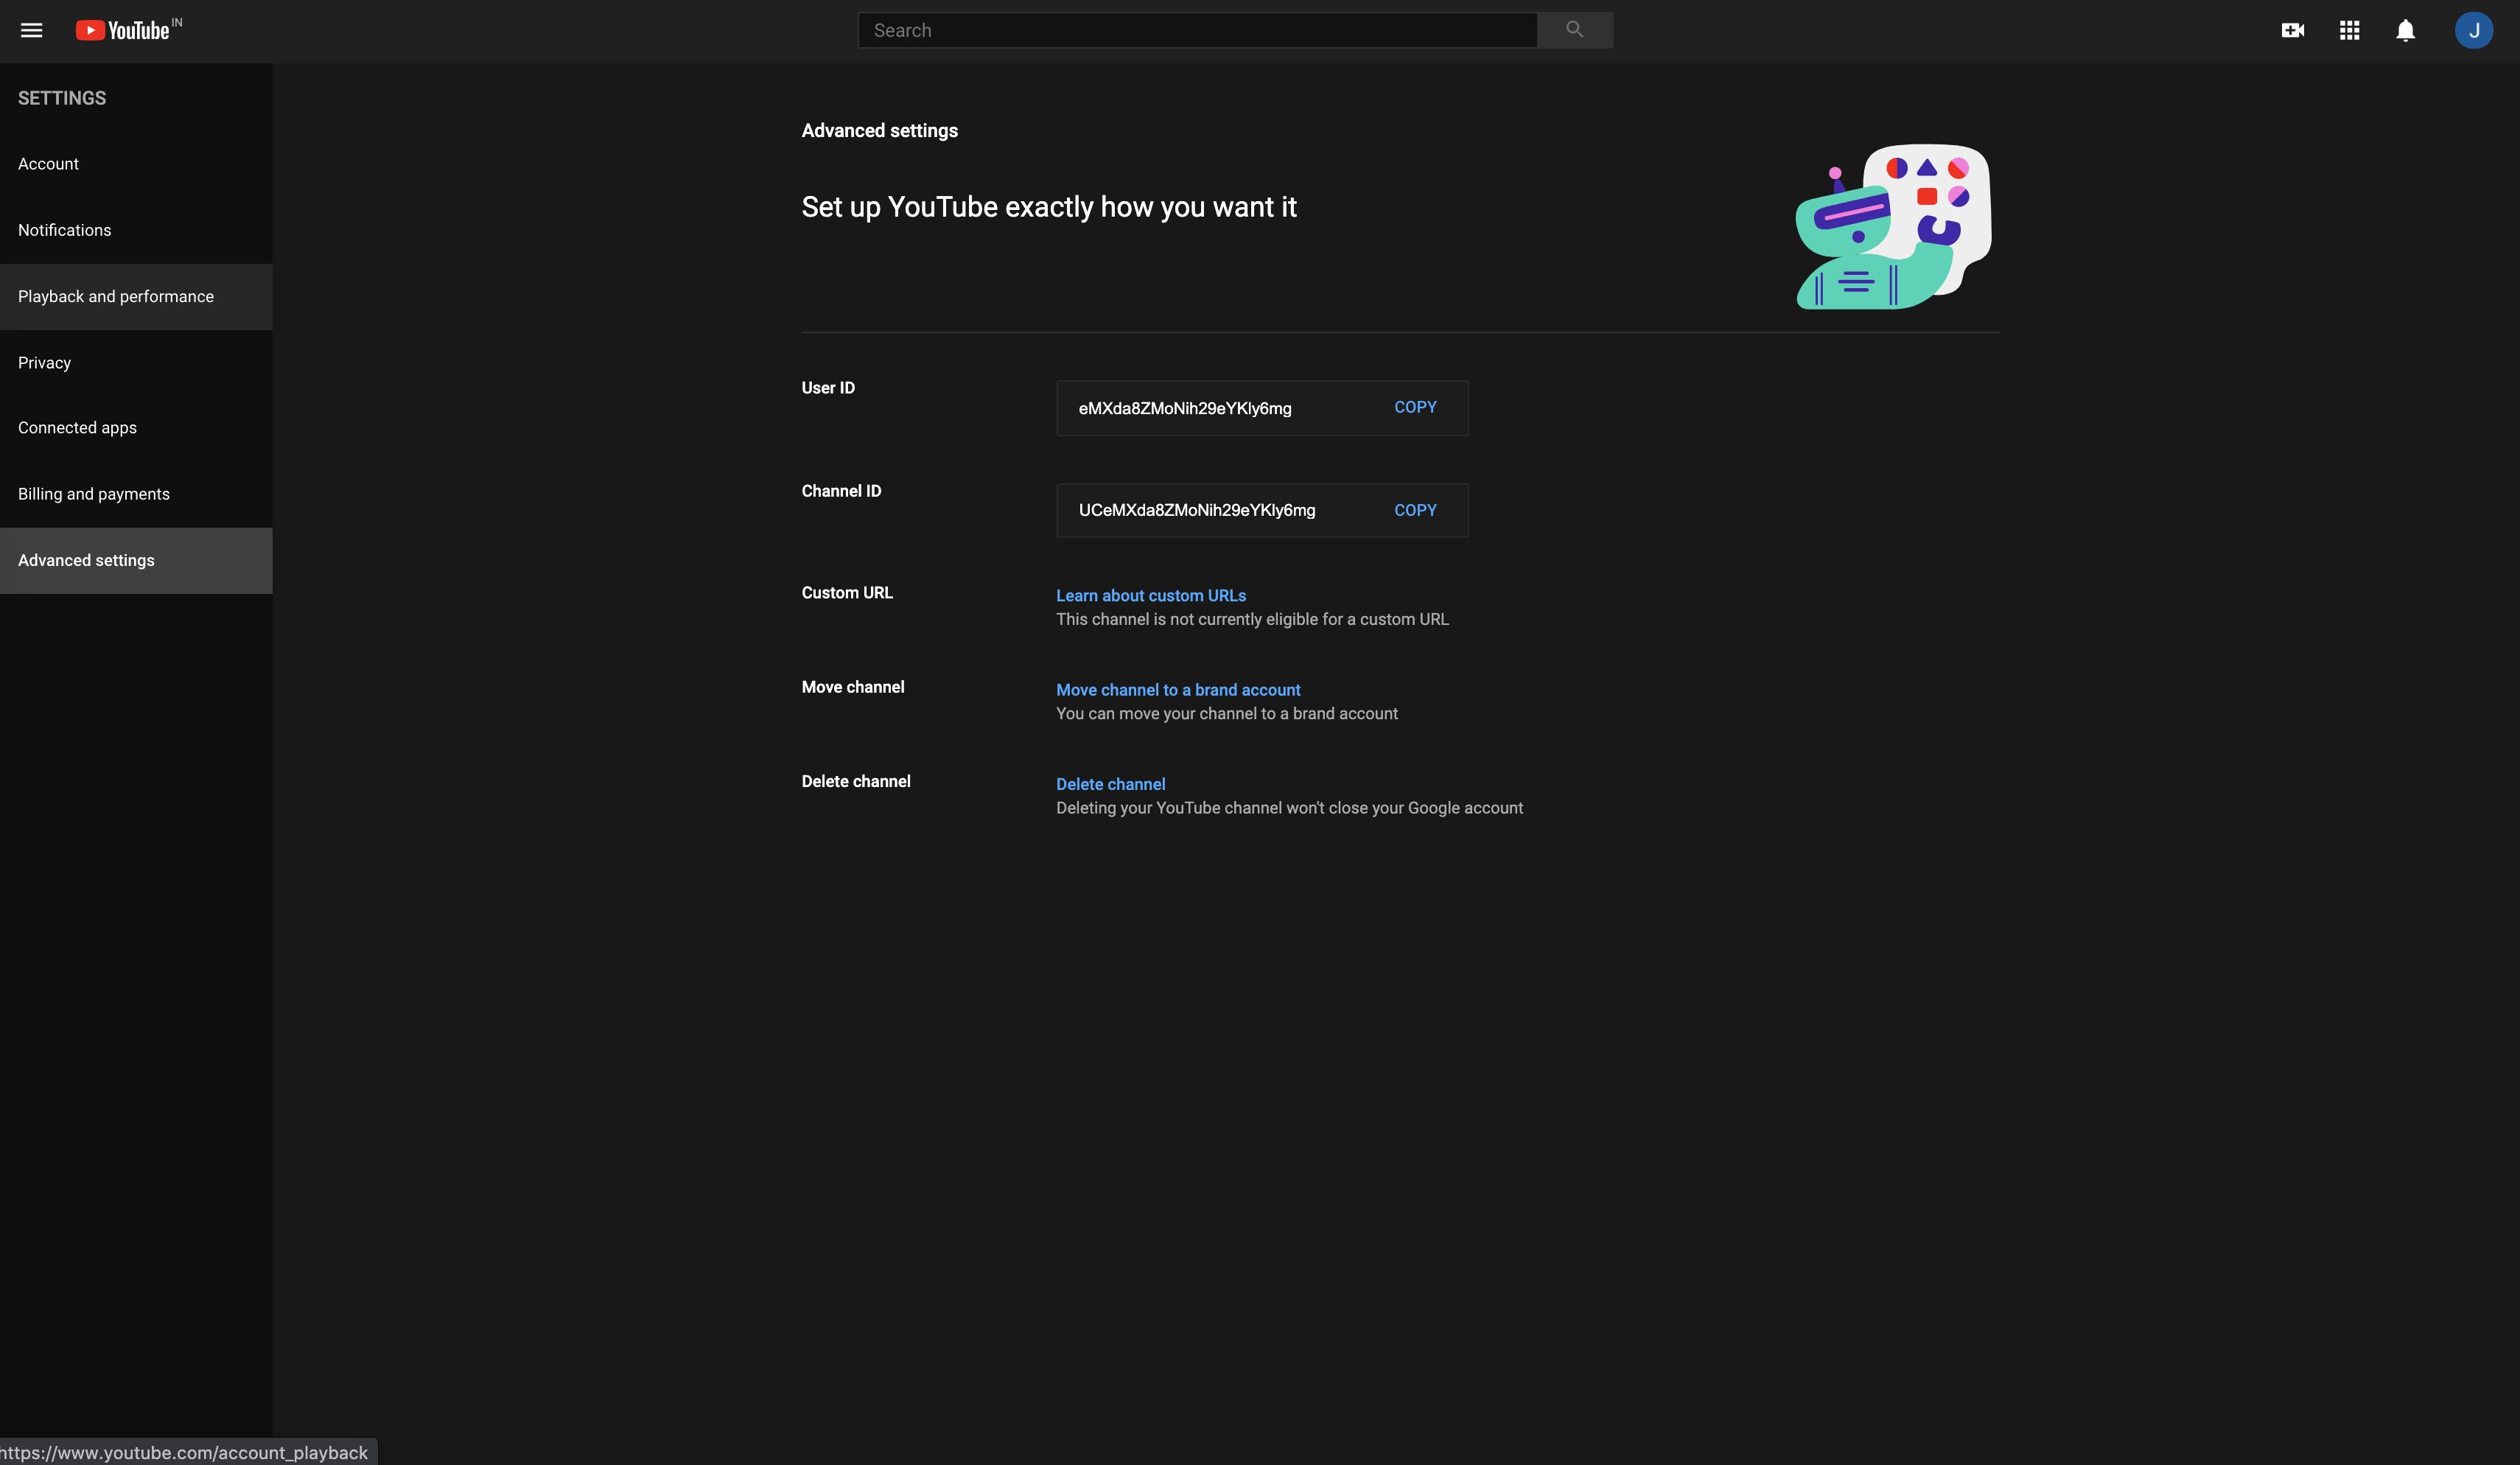 YouTube IN
Search
J
SETTINGS
Account
Notifications
Playback and performance
Privacy
Connected apps
Billing and payments
Advanced settings
Advanced settings
Set up YouTube exactly how you want it
User ID
eMXda8ZMoNih29eYKly6mg COPY
Channel ID
UCeMXda8ZMoNih29eYKly6mg COPY
Custom URL
Learn about custom URLs
This channel is not currently eligible for a custom URL
Move channel
Move channel to a brand account
You can move your channel to a brand account
Delete channel
Delete channel
Deleting your YouTube channel won't close your Google account
https://www.youtube.com/account_playback